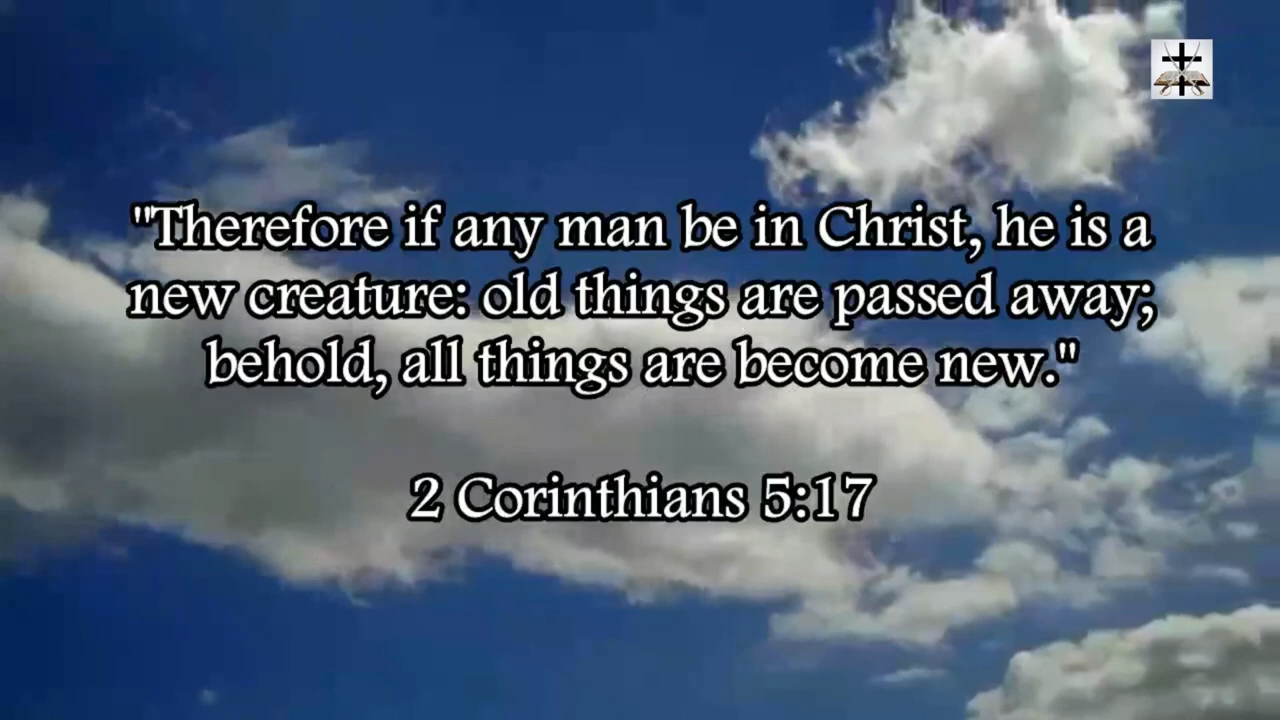 "Therefore if any man be in Christ, he is a
new creature: old things are passed away;
behold, all things are become new."
2 Corinthians 5:17